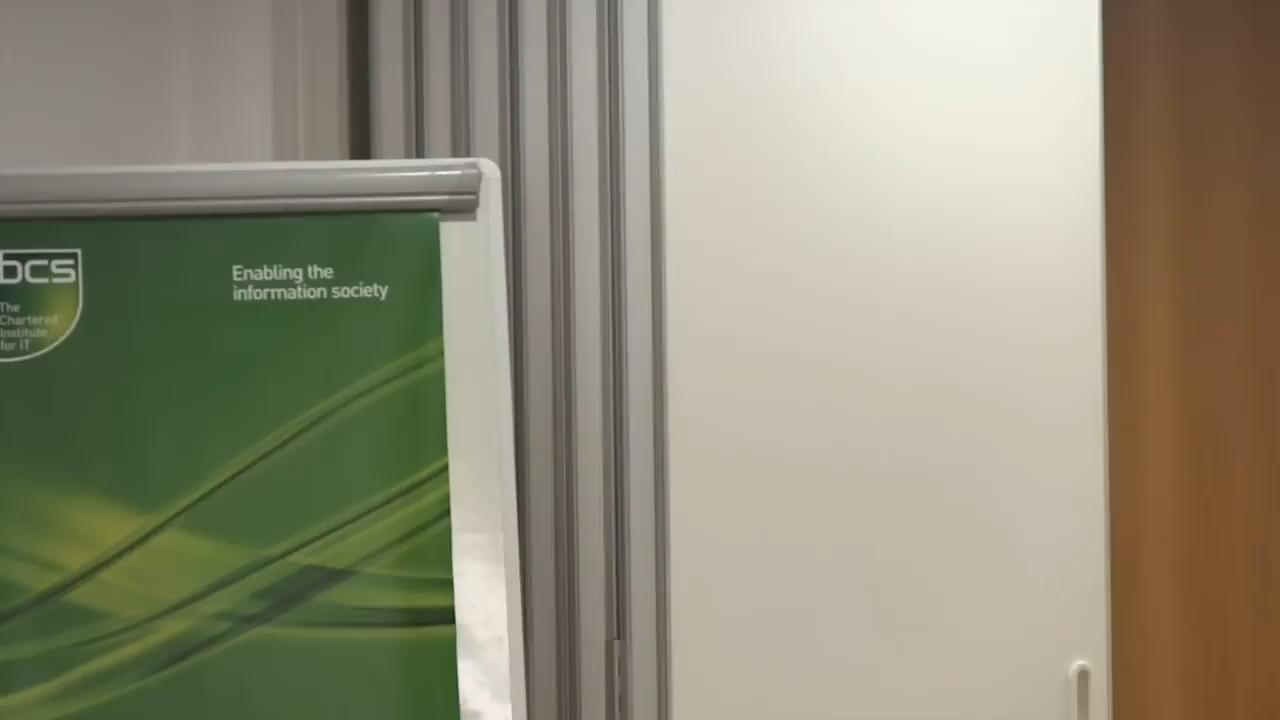 bcs
The
Chartered
Institute
for IT
Enabling the
information society